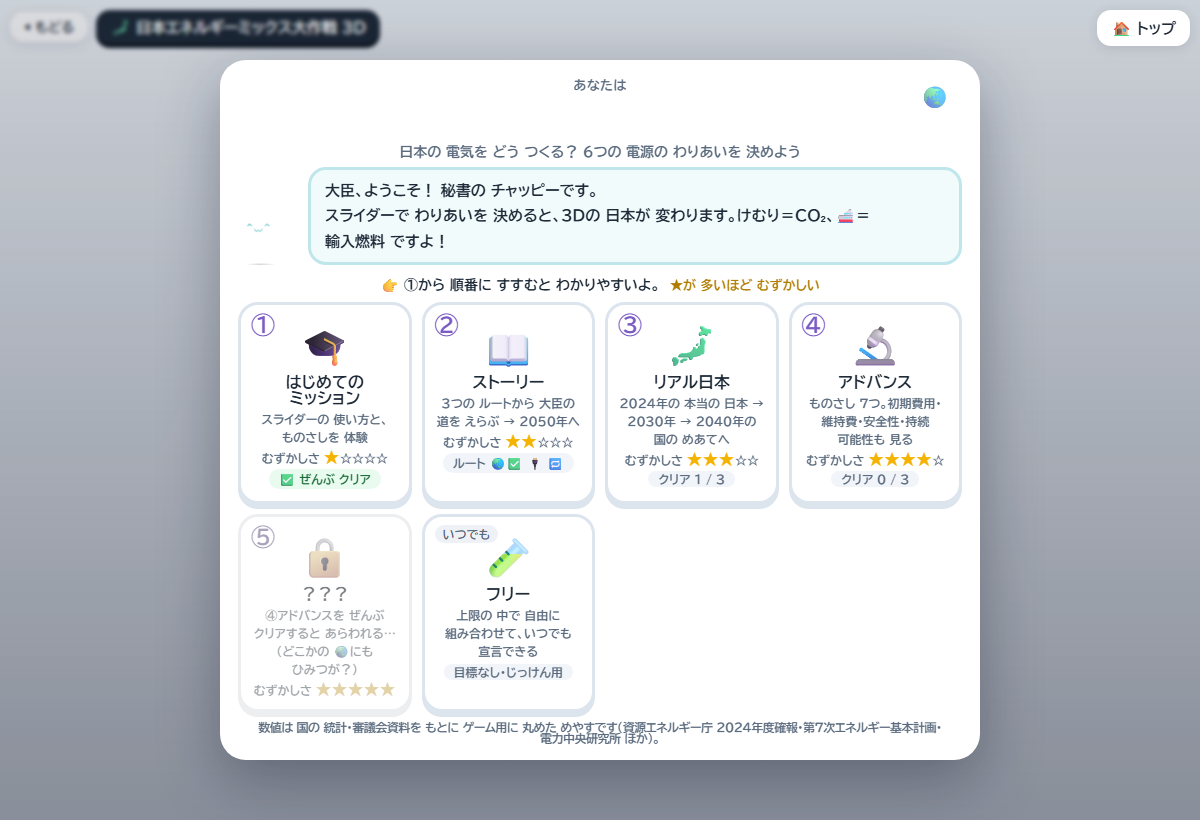 もどる
日本エネルギーミックス大作戦 3D
トップ
あなたは
日本の 電気を どう つくる？ 6つの 電源の わりあいを 決めよう
大臣、ようこそ！ 秘書の チャッピーです。
スライダーで わりあいを 決めると、3Dの 日本が 変わります。けむり＝CO₂、🚢＝
輸入燃料 ですよ！
👉 ①から 順番に すすむと わかりやすいよ。 ★が 多いほど むずかしい
①
はじめての
ミッション
スライダーの 使い方と、
ものさしを 体験
むずかしさ ★☆☆☆☆
✅ ぜんぶ クリア
②
ストーリー
3つの ルートから 大臣の
道を えらぶ → 2050年へ
むずかしさ ★★☆☆☆
ルート 🌏✅ 🌪 🔁
③
リアル日本
2024年の 本当の 日本 →
2030年 → 2040年の
国の めあてへ
むずかしさ ★★★☆☆
クリア 1 / 3
④
アドバンス
ものさし 7つ。初期費用・
維持費・安全性・持続
可能性も 見る
むずかしさ ★★★★☆
クリア 0 / 3
⑤
？？？
④アドバンスを ぜんぶ
クリアすると あらわれる…
（どこかの 🌏にも
ひみつが？）
むずかしさ ★★★★★
いつでも
フリー
上限の 中で 自由に
組み合わせて、いつでも
宣言できる
目標なし・じっけん用
数値は 国の 統計・審議会資料を もとに ゲーム用に 丸めた めやすです（資源エネルギー庁 2024年度確報・第7次エネルギー基本計画・
電力中央研究所 ほか）。